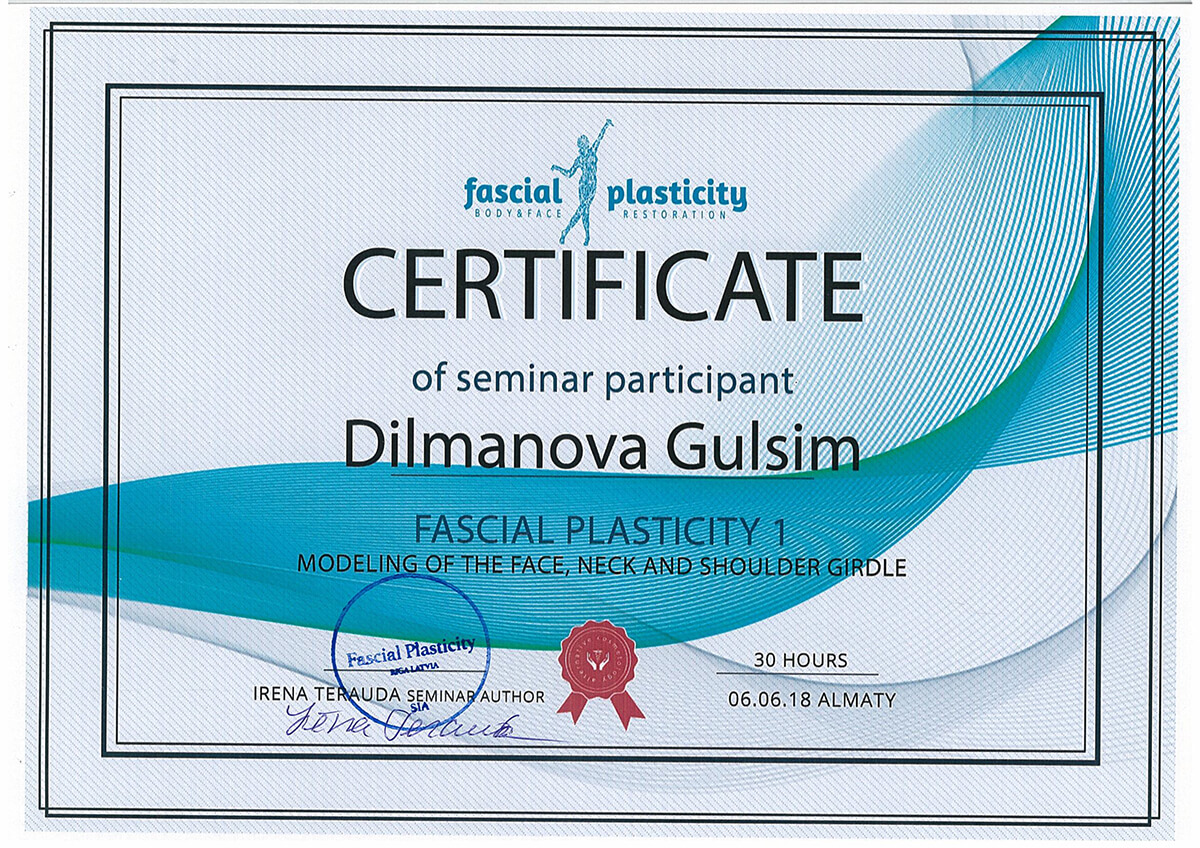 fascial plasticity
BODY&FACE RESTORATION
CERTIFICATE
of seminar participant
Dilmanova Gulsim
FASCIAL PLASTICITY 1
MODELING OF THE FACE, NECK AND SHOULDER GIRDLE
Fascial Plasticity
RIGA LATVIA
SIA
IRENA TERAUDA SEMINAR AUTHOR
Irena Terauda
alternative cosmetology
30 HOURS
06.06.18 ALMATY